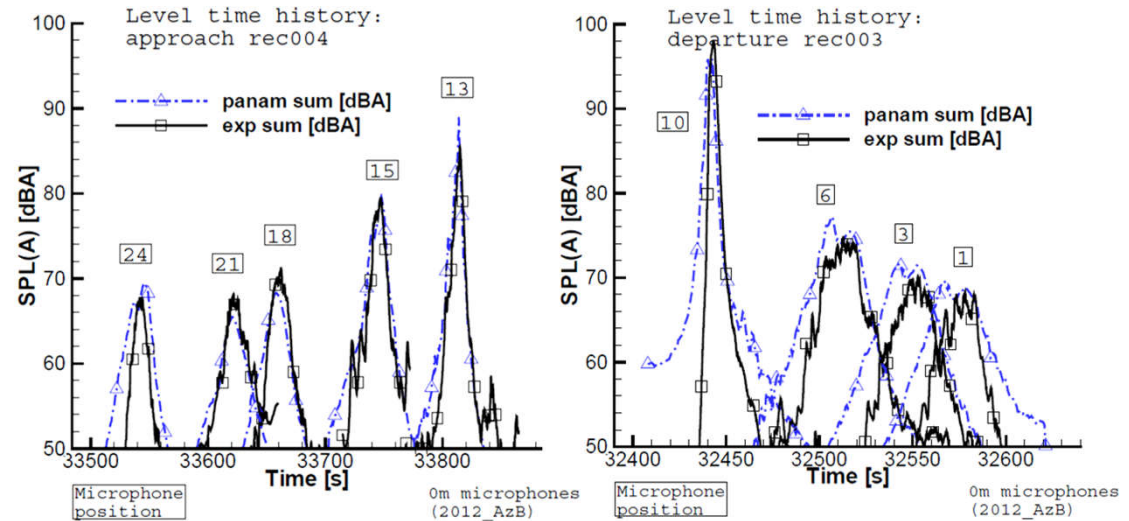 Level time history:
approach rec004
100
90
80
70
60
50
SPL(A) [dBA]
panam sum [dBA]
exp sum [dBA]
24
21
18
15
13
33500
33600
33700
33800
Time [s]
Microphone
position
0m microphones
(2012_AzB)
Level time history:
departure rec003
100
90
80
70
60
50
SPL(A) [dBA]
panam sum [dBA]
exp sum [dBA]
10
6
3
1
32400
32450
32500
32550
32600
Time [s]
Microphone
position
0m microphones
(2012_AzB)